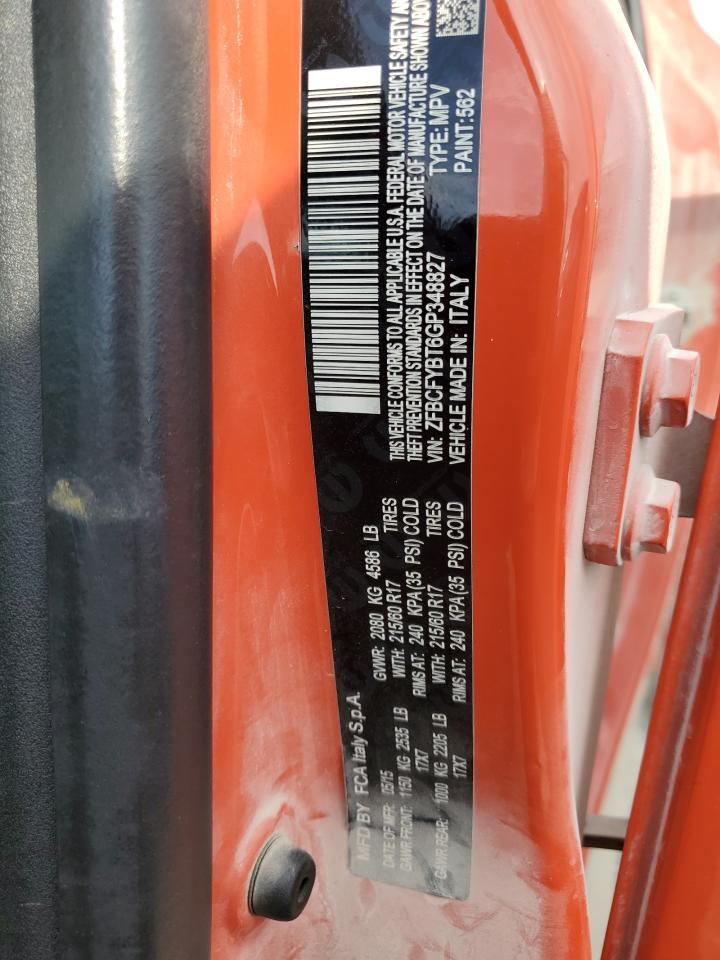 MFD BY FCA Italy S.p.A.
DATE OF MFR: 05/15 GVWR: 2080 KG 4586 LB
GAWR FRONT: 1150 KG 2535 LB WITH: 215/60 R17 TIRES
17X7 RIMS AT: 240 KPA(35 PSI) COLD
GAWR REAR: 1000 KG 2205 LB WITH: 215/60 R17 TIRES
17X7 RIMS AT: 240 KPA(35 PSI) COLD
THIS VEHICLE CONFORMS TO ALL APPLICABLE U.S.A. FEDERAL MOTOR VEHICLE SAFETY AND
THEFT PREVENTION STANDARDS IN EFFECT ON THE DATE OF MANUFACTURE SHOWN ABOVE
VIN: ZFBCFYBT6GP348827 TYPE: MPV
VEHICLE MADE IN: ITALY PAINT: 562